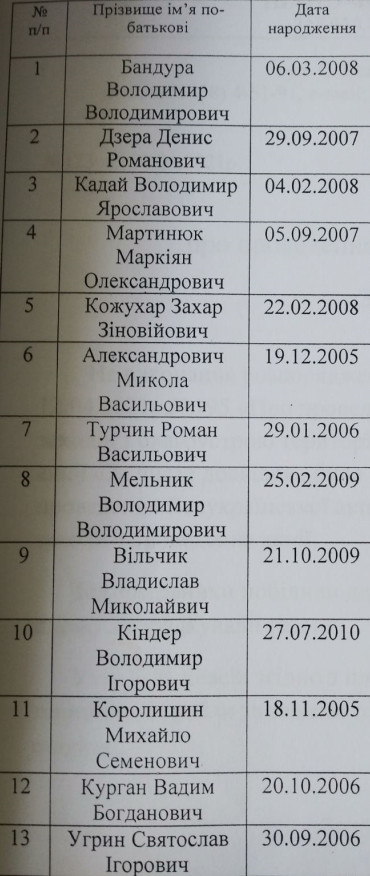 № Прізвище ім’я по- Дата
п/п батькові народження
1 Бандура 06.03.2008
Володимир
Володимирович
2 Дзера Денис 29.09.2007
Романович
3 Кадай Володимир 04.02.2008
Ярославович
4 Мартинюк 05.09.2007
Маркіян
Олександрович
5 Кожухар Захар 22.02.2008
Зіновійович
6 Александрович 19.12.2005
Микола
Васильович
7 Турчин Роман 29.01.2006
Васильович
8 Мельник 25.02.2009
Володимир
Володимирович
9 Вільчик 21.10.2009
Владислав
Миколайвич
10 Кіндер 27.07.2010
Володимир
Ігорович
11 Королишин 18.11.2005
Михайло
Семенович
12 Курган Вадим 20.10.2006
Богданович
13 Угрин Святослав 30.09.2006
Ігорович